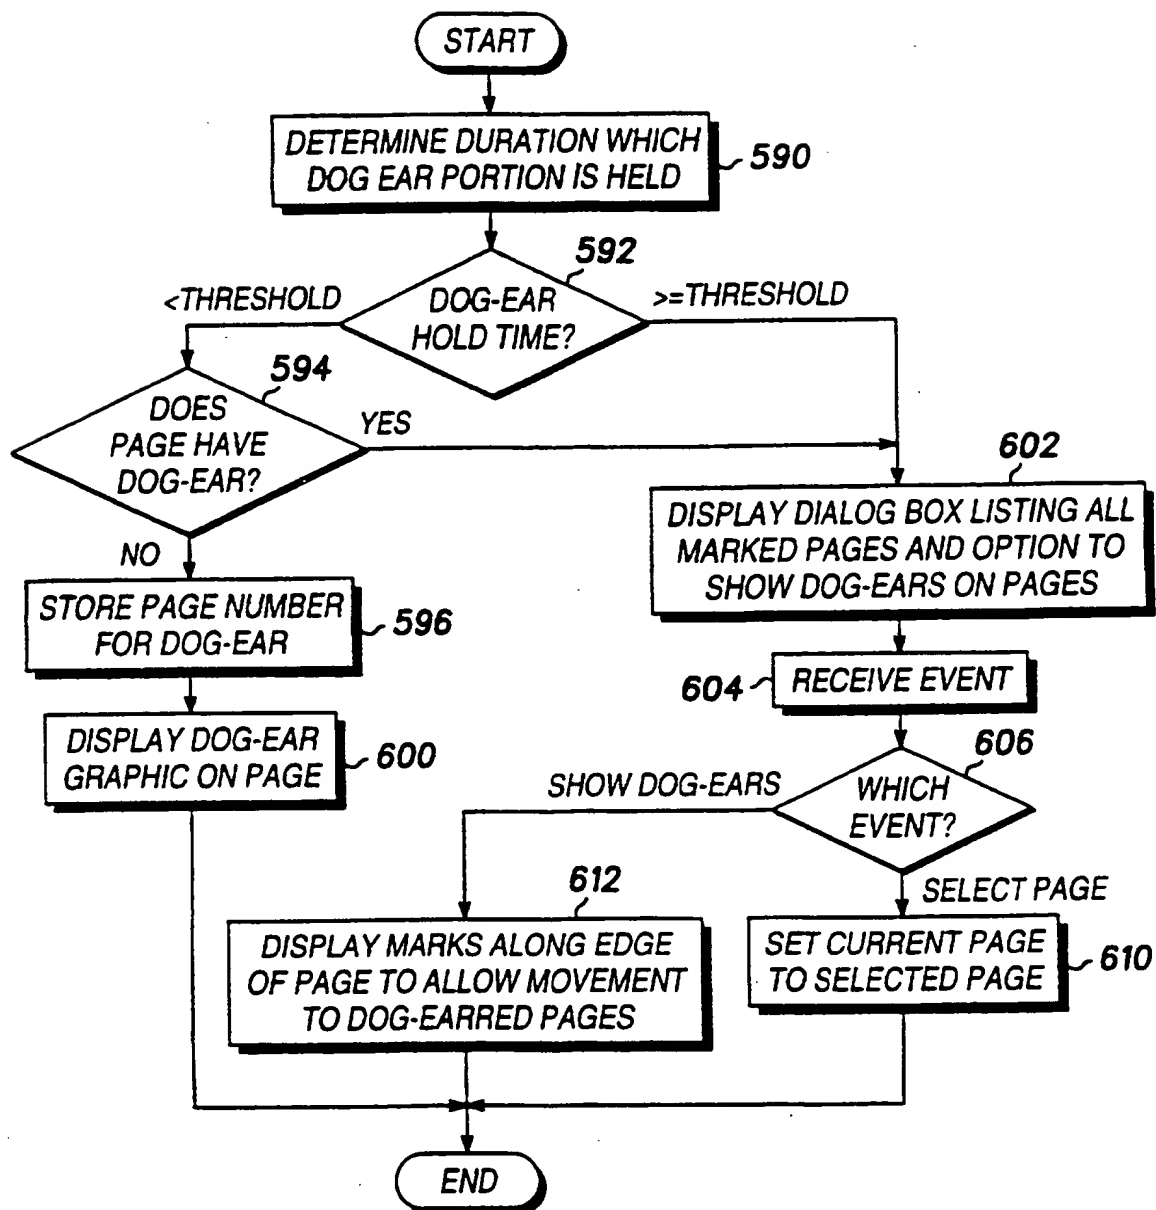 START
DETERMINE DURATION WHICH
DOG EAR PORTION IS HELD
590
592
<THRESHOLD
DOG-EAR
HOLD TIME?
>=THRESHOLD
594
DOES
PAGE HAVE
DOG-EAR?
YES
NO
602
DISPLAY DIALOG BOX LISTING ALL
MARKED PAGES AND OPTION TO
SHOW DOG-EARS ON PAGES
STORE PAGE NUMBER
FOR DOG-EAR
596
604
RECEIVE EVENT
DISPLAY DOG-EAR
GRAPHIC ON PAGE
600
606
SHOW DOG-EARS
WHICH
EVENT?
SELECT PAGE
612
DISPLAY MARKS ALONG EDGE
OF PAGE TO ALLOW MOVEMENT
TO DOG-EARRED PAGES
SET CURRENT PAGE
TO SELECTED PAGE
610
END